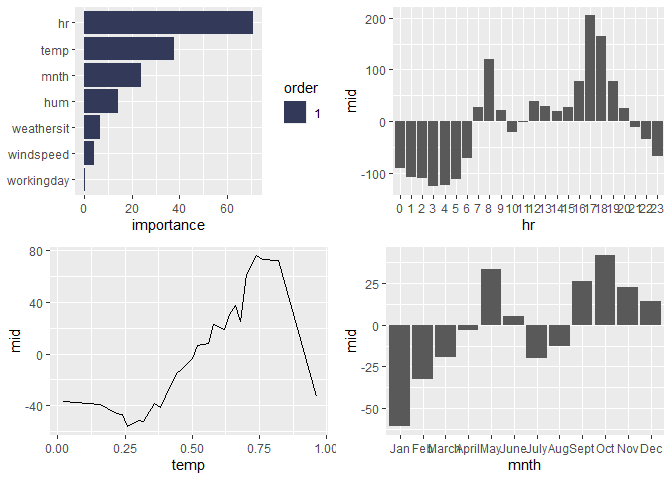 hr
temp
mnth
hum
weathersit
windspeed
workingday
0 20 40 60
importance
order
1
200
100
0
-100
mid
0 1 2 3 4 5 6 7 8 9 10 11 12 13 14 15 16 17 18 19 20 21 22 23
hr
80
40
0
-40
mid
0.00 0.25 0.50 0.75 1.00
temp
25
0
-25
-50
mid
Jan Feb March April May June July Aug Sept Oct Nov Dec
mnth